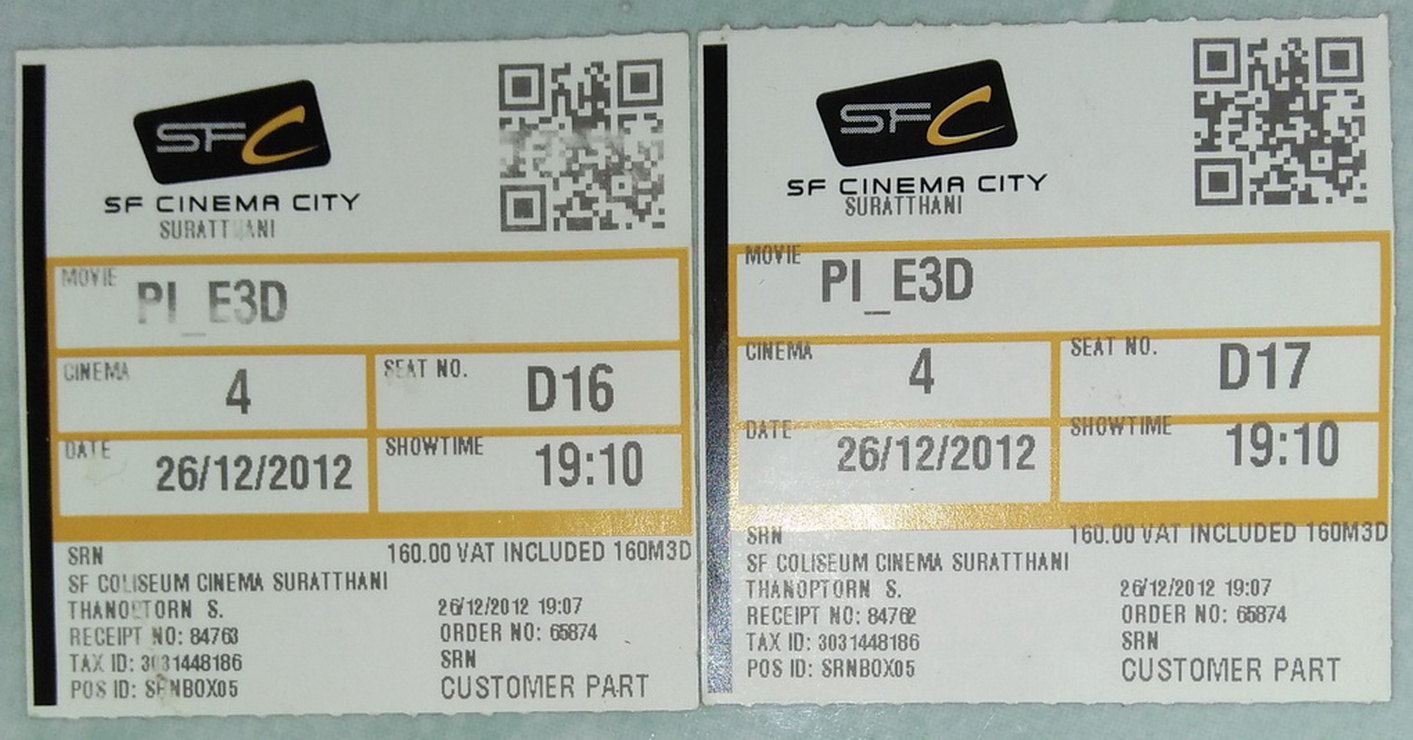 SFC
SF CINEMA CITY
SURATTHANI
MOVIE
PI_E3D
CINEMA
4
SEAT NO.
D16
DATE
26/12/2012
SHOWTIME
19:10
SRN
160.00 VAT INCLUDED 160M3D
SF COLISEUM CINEMA SURATTHANI
THANOPTORN S.
26/12/2012 19:07
RECEIPT NO: 84763
ORDER NO: 65874
TAX ID: 3031448186
SRN
POS ID: SRNBOX05
CUSTOMER PART
SFC
SF CINEMA CITY
SURATTHANI
MOVIE
PI_E3D
CINEMA
4
SEAT NO.
D17
DATE
26/12/2012
SHOWTIME
19:10
SRN
160.00 VAT INCLUDED 160M3D
SF COLISEUM CINEMA SURATTHANI
THANOPTORN S.
26/12/2012 19:07
RECEIPT NO: 84762
ORDER NO: 65874
TAX ID: 3031448186
SRN
POS ID: SRNBOX05
CUSTOMER PART